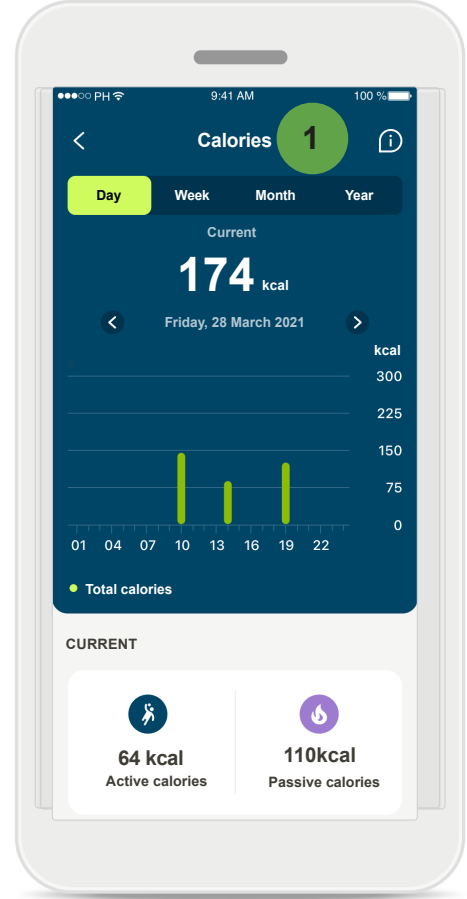 PH 9:41 AM 100 %
Calories 1
Day Week Month Year
Current
174 kcal
Friday, 28 March 2021
kcal
300
225
150
75
0
01 04 07 10 13 16 19 22
Total calories
CURRENT
64 kcal 110kcal
Active calories Passive calories